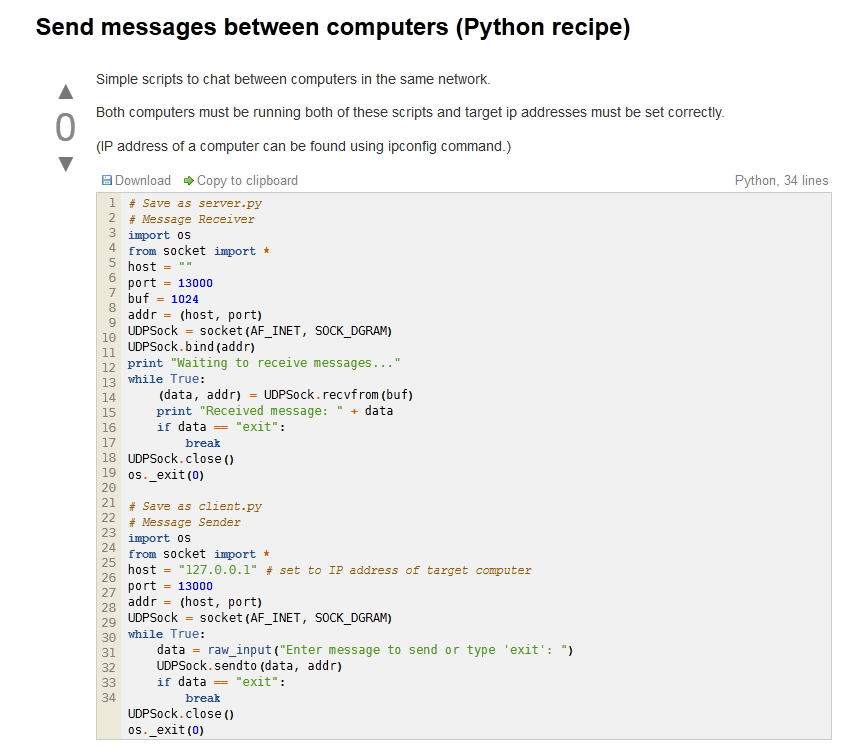 Send messages between computers (Python recipe)
▲
0
▼
Simple scripts to chat between computers in the same network.
Both computers must be running both of these scripts and target ip addresses must be set correctly.
(IP address of a computer can be found using ipconfig command.)
Download Copy to clipboard Python, 34 lines
1 # Save as server.py
2 # Message Receiver
3 import os
4 from socket import *
5 host = ""
6 port = 13000
7 buf = 1024
8 addr = (host, port)
9 UDPSock = socket(AF_INET, SOCK_DGRAM)
10 UDPSock.bind(addr)
11 print "Waiting to receive messages..."
12 while True:
13     (data, addr) = UDPSock.recvfrom(buf)
14     print "Received message: " + data
15     if data == "exit":
16         break
17 UDPSock.close()
18 os._exit(0)
19
20 # Save as client.py
21 # Message Sender
22 import os
23 from socket import *
24 host = "127.0.0.1" # set to IP address of target computer
25 port = 13000
26 addr = (host, port)
27 UDPSock = socket(AF_INET, SOCK_DGRAM)
28 while True:
29     data = raw_input("Enter message to send or type 'exit': ")
30     UDPSock.sendto(data, addr)
31     if data == "exit":
32         break
33 UDPSock.close()
34 os._exit(0)